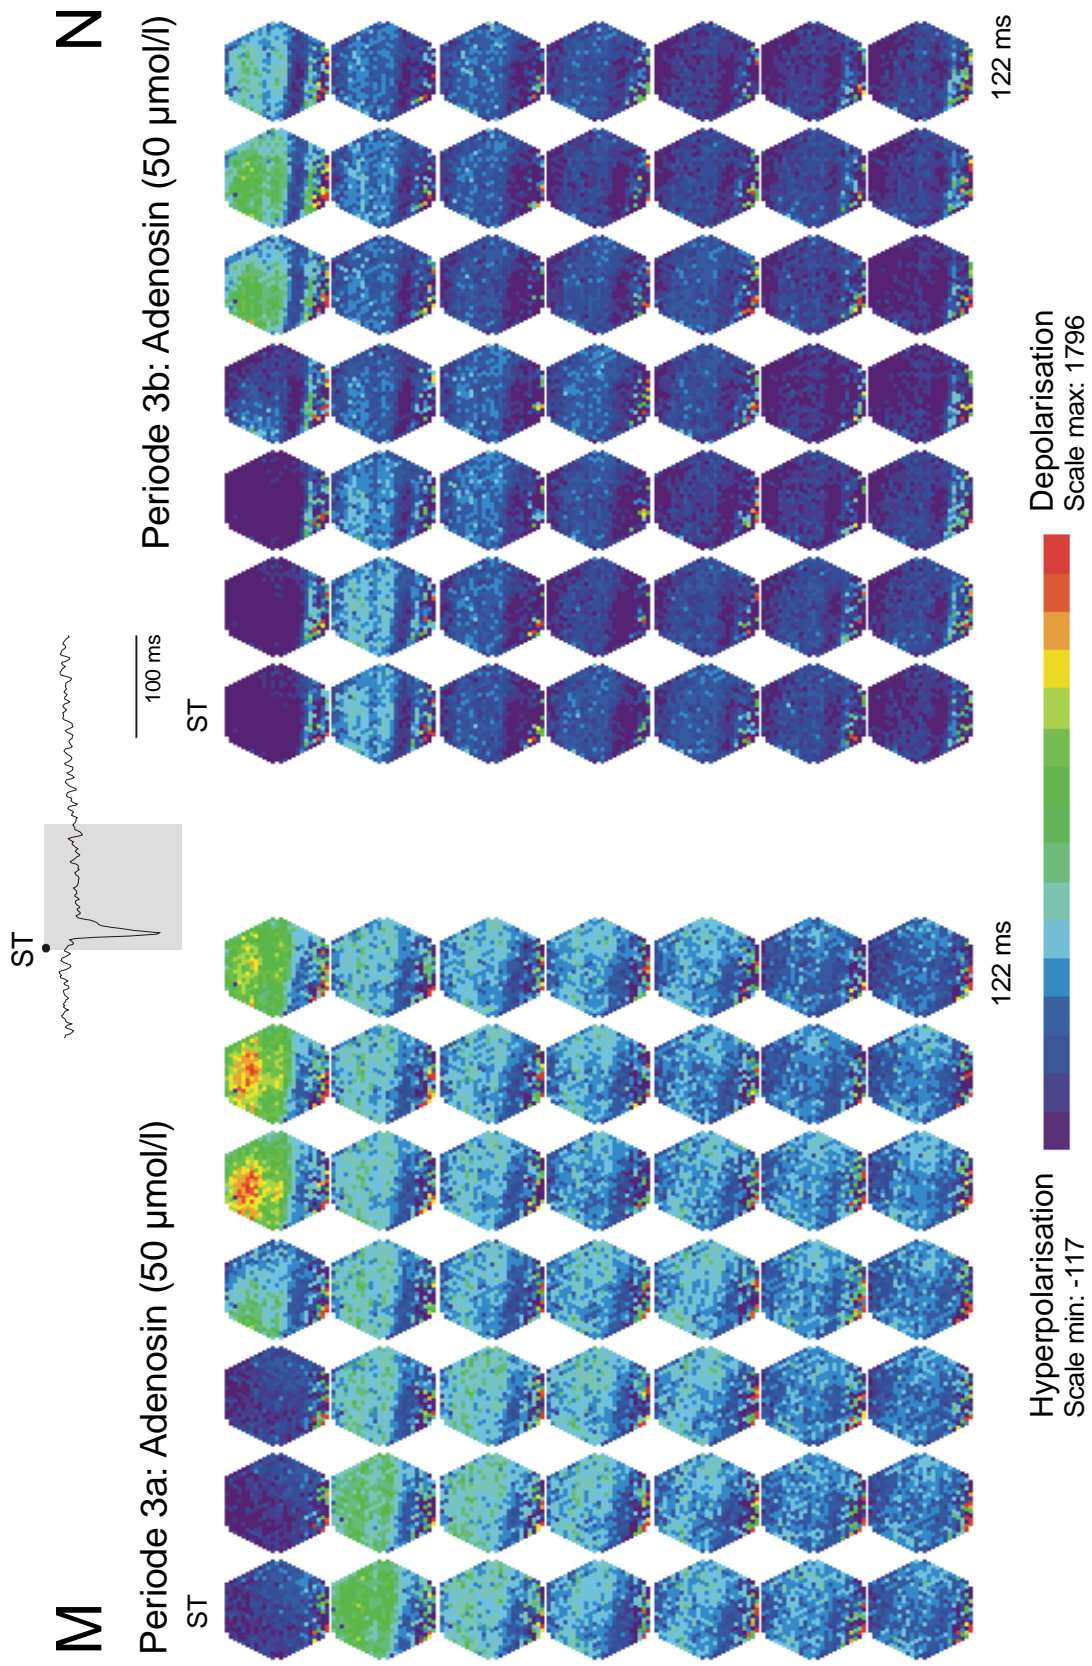 M
Periode 3a: Adenosin (50 µmol/l)
ST
122 ms
ST
100 ms
N
Periode 3b: Adenosin (50 µmol/l)
ST
122 ms
Hyperpolarisation
Scale min: -117
Depolarisation
Scale max: 1796